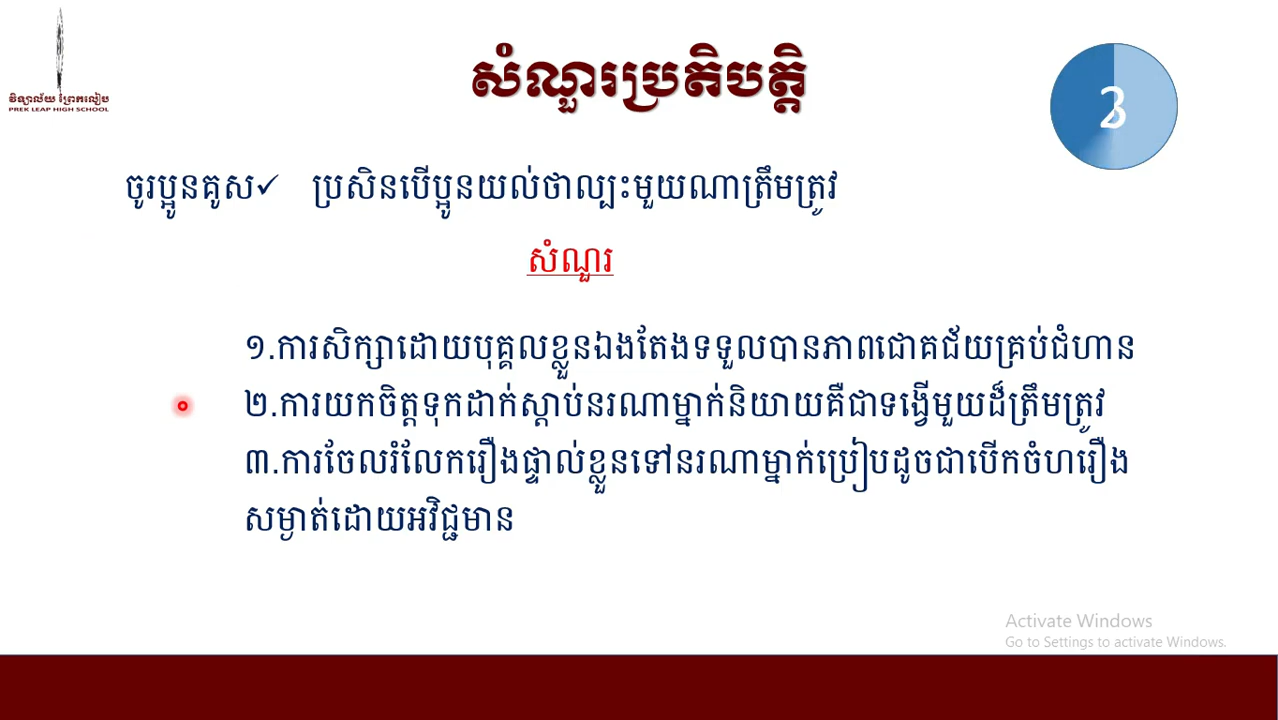 សំណួរប្រតិបត្តិ
វិទ្យាល័យ ព្រែកលៀប
PREK LEAP HIGH SCHOOL
ចូរប្អូនគូស✓ ប្រសិនបើប្អូនយល់ថាល្បះមួយណាត្រឹមត្រូវ
សំណួរ
១.ការសិក្សាដោយបុគ្គលខ្លួនឯងតែងទទួលបានភាពជោគជ័យគ្រប់ជំហាន
២.ការយកចិត្តទុកដាក់ស្តាប់នរណាម្នាក់និយាយគឺជាទង្វើមួយដ៏ត្រឹមត្រូវ
៣.ការចែលរំលែករឿងផ្ទាល់ខ្លួនទៅនរណាម្នាក់ប្រៀបដូចជាបើកចំហរឿង
សម្ងាត់ដោយអវិជ្ជមាន
Activate Windows
Go to Settings to activate Windows.